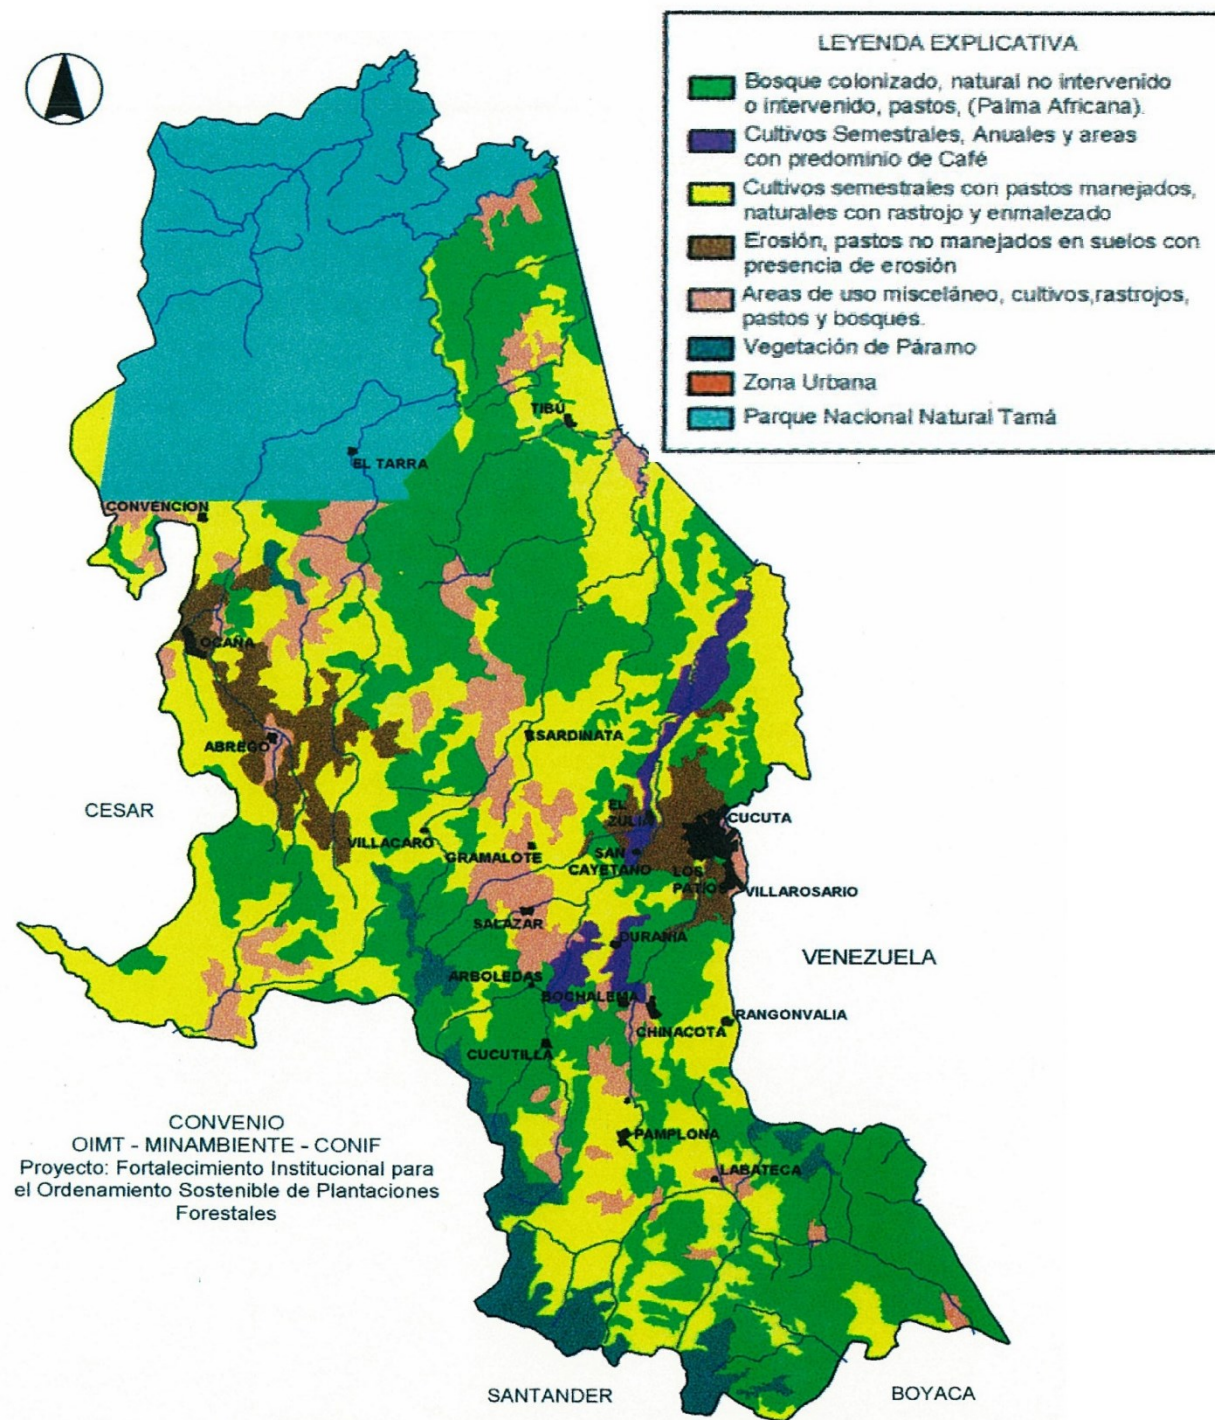 LEYENDA EXPLICATIVA
Bosque colonizado, natural no intervenido
o intervenido, pastos, (Palma Africana).
Cultivos Semestrales, Anuales y areas
con predominio de Café
Cultivos semestrales con pastos manejados,
naturales con rastrojo y enmalezado
Erosión, pastos no manejados en suelos con
presencia de erosión
Areas de uso misceláneo, cultivos,rastrojos,
pastos y bosques.
Vegetación de Páramo
Zona Urbana
Parque Nacional Natural Tamá
TIBÚ
EL TARRA
CONVENCION
OCAÑA
SARDINATA
ABREGO
CESAR
EL
ZULIA
CUCUTA
VILLACARO
GRAMALOTE
SAN
CAYETANO
LOS
PATIOS
VILLAROSARIO
SALAZAR
DURANIA
VENEZUELA
ARBOLEDAS
BOCHALEMA
CHINACOTA
RANGONVALIA
CUCUTILLA
CONVENIO
OIMT - MINAMBIENTE - CONIF
Proyecto: Fortalecimiento Institucional para
el Ordenamiento Sostenible de Plantaciones
Forestales
PAMPLONA
LABATECA
SANTANDER
BOYACA